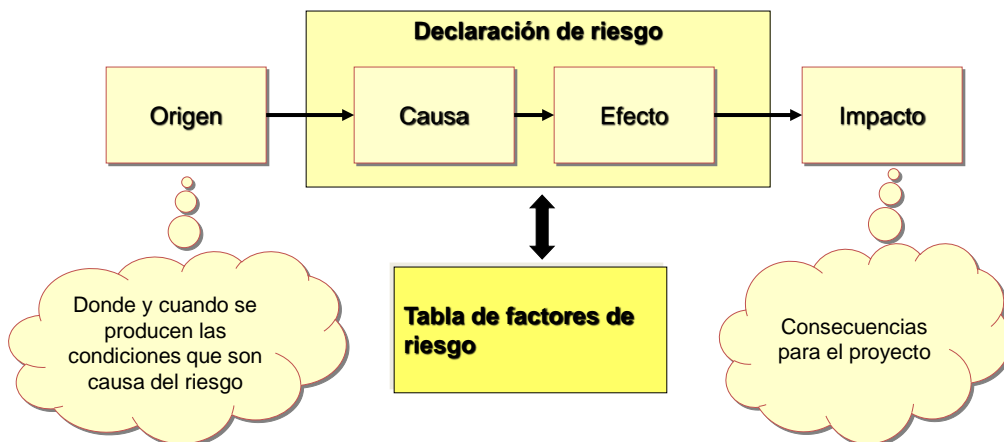 Declaración de riesgo
Origen
Causa
Efecto
Impacto
Donde y cuando se
producen las
condiciones que son
causa del riesgo
Tabla de factores de
riesgo
Consecuencias
para el proyecto